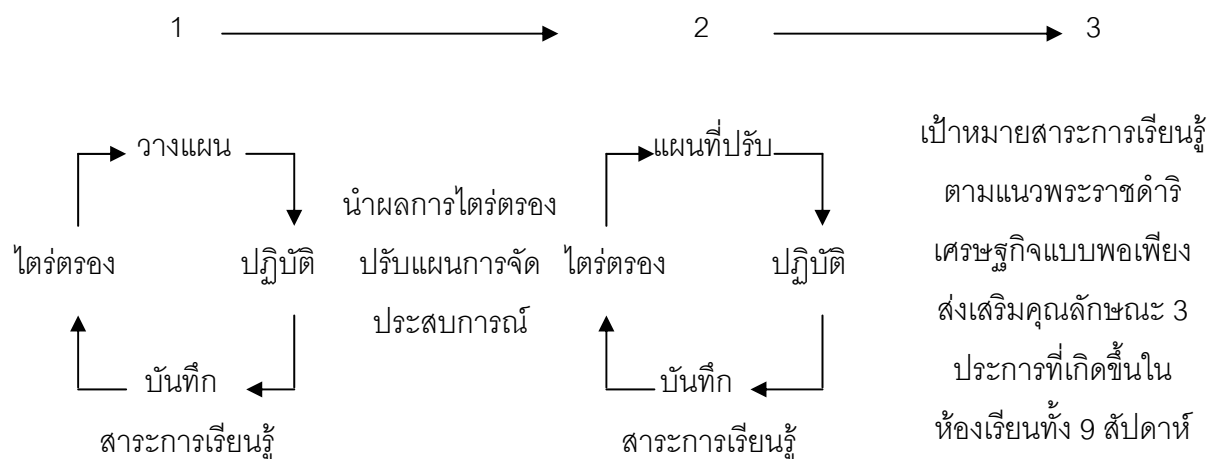 1 2 3
วางแผน
ไตร่ตรอง ปฏิบัติ
บันทึก
สาระการเรียนรู้
นำผลการไตร่ตรอง
ปรับแผนการจัด
ประสบการณ์
แผนที่ปรับ
ไตร่ตรอง ปฏิบัติ
บันทึก
สาระการเรียนรู้
เป้าหมายสาระการเรียนรู้
ตามแนวพระราชดำริ
เศรษฐกิจแบบพอเพียง
ส่งเสริมคุณลักษณะ 3
ประการที่เกิดขึ้นใน
ห้องเรียนทั้ง 9 สัปดาห์